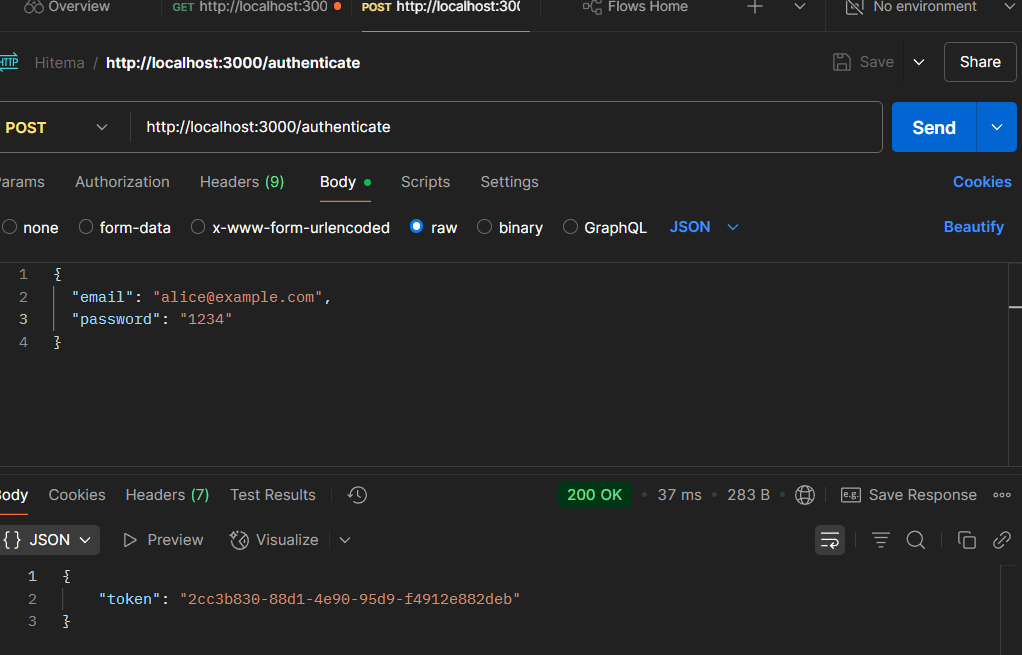 Overview GET http://localhost:300 POST http://localhost:300 Flows Home No environment
HTTP Hitema / http://localhost:3000/authenticate Save Share
POST http://localhost:3000/authenticate Send
arams Authorization Headers (9) Body Scripts Settings Cookies
none form-data x-www-form-urlencoded raw binary GraphQL JSON Beautify
1 {
2 "email": "alice@example.com",
3 "password": "1234"
4 }
ody Cookies Headers (7) Test Results 200 OK • 37 ms • 283 B • e.g. Save Response
{} JSON Preview Visualize
1 {
2 "token": "2cc3b830-88d1-4e90-95d9-f4912e882deb"
3 }